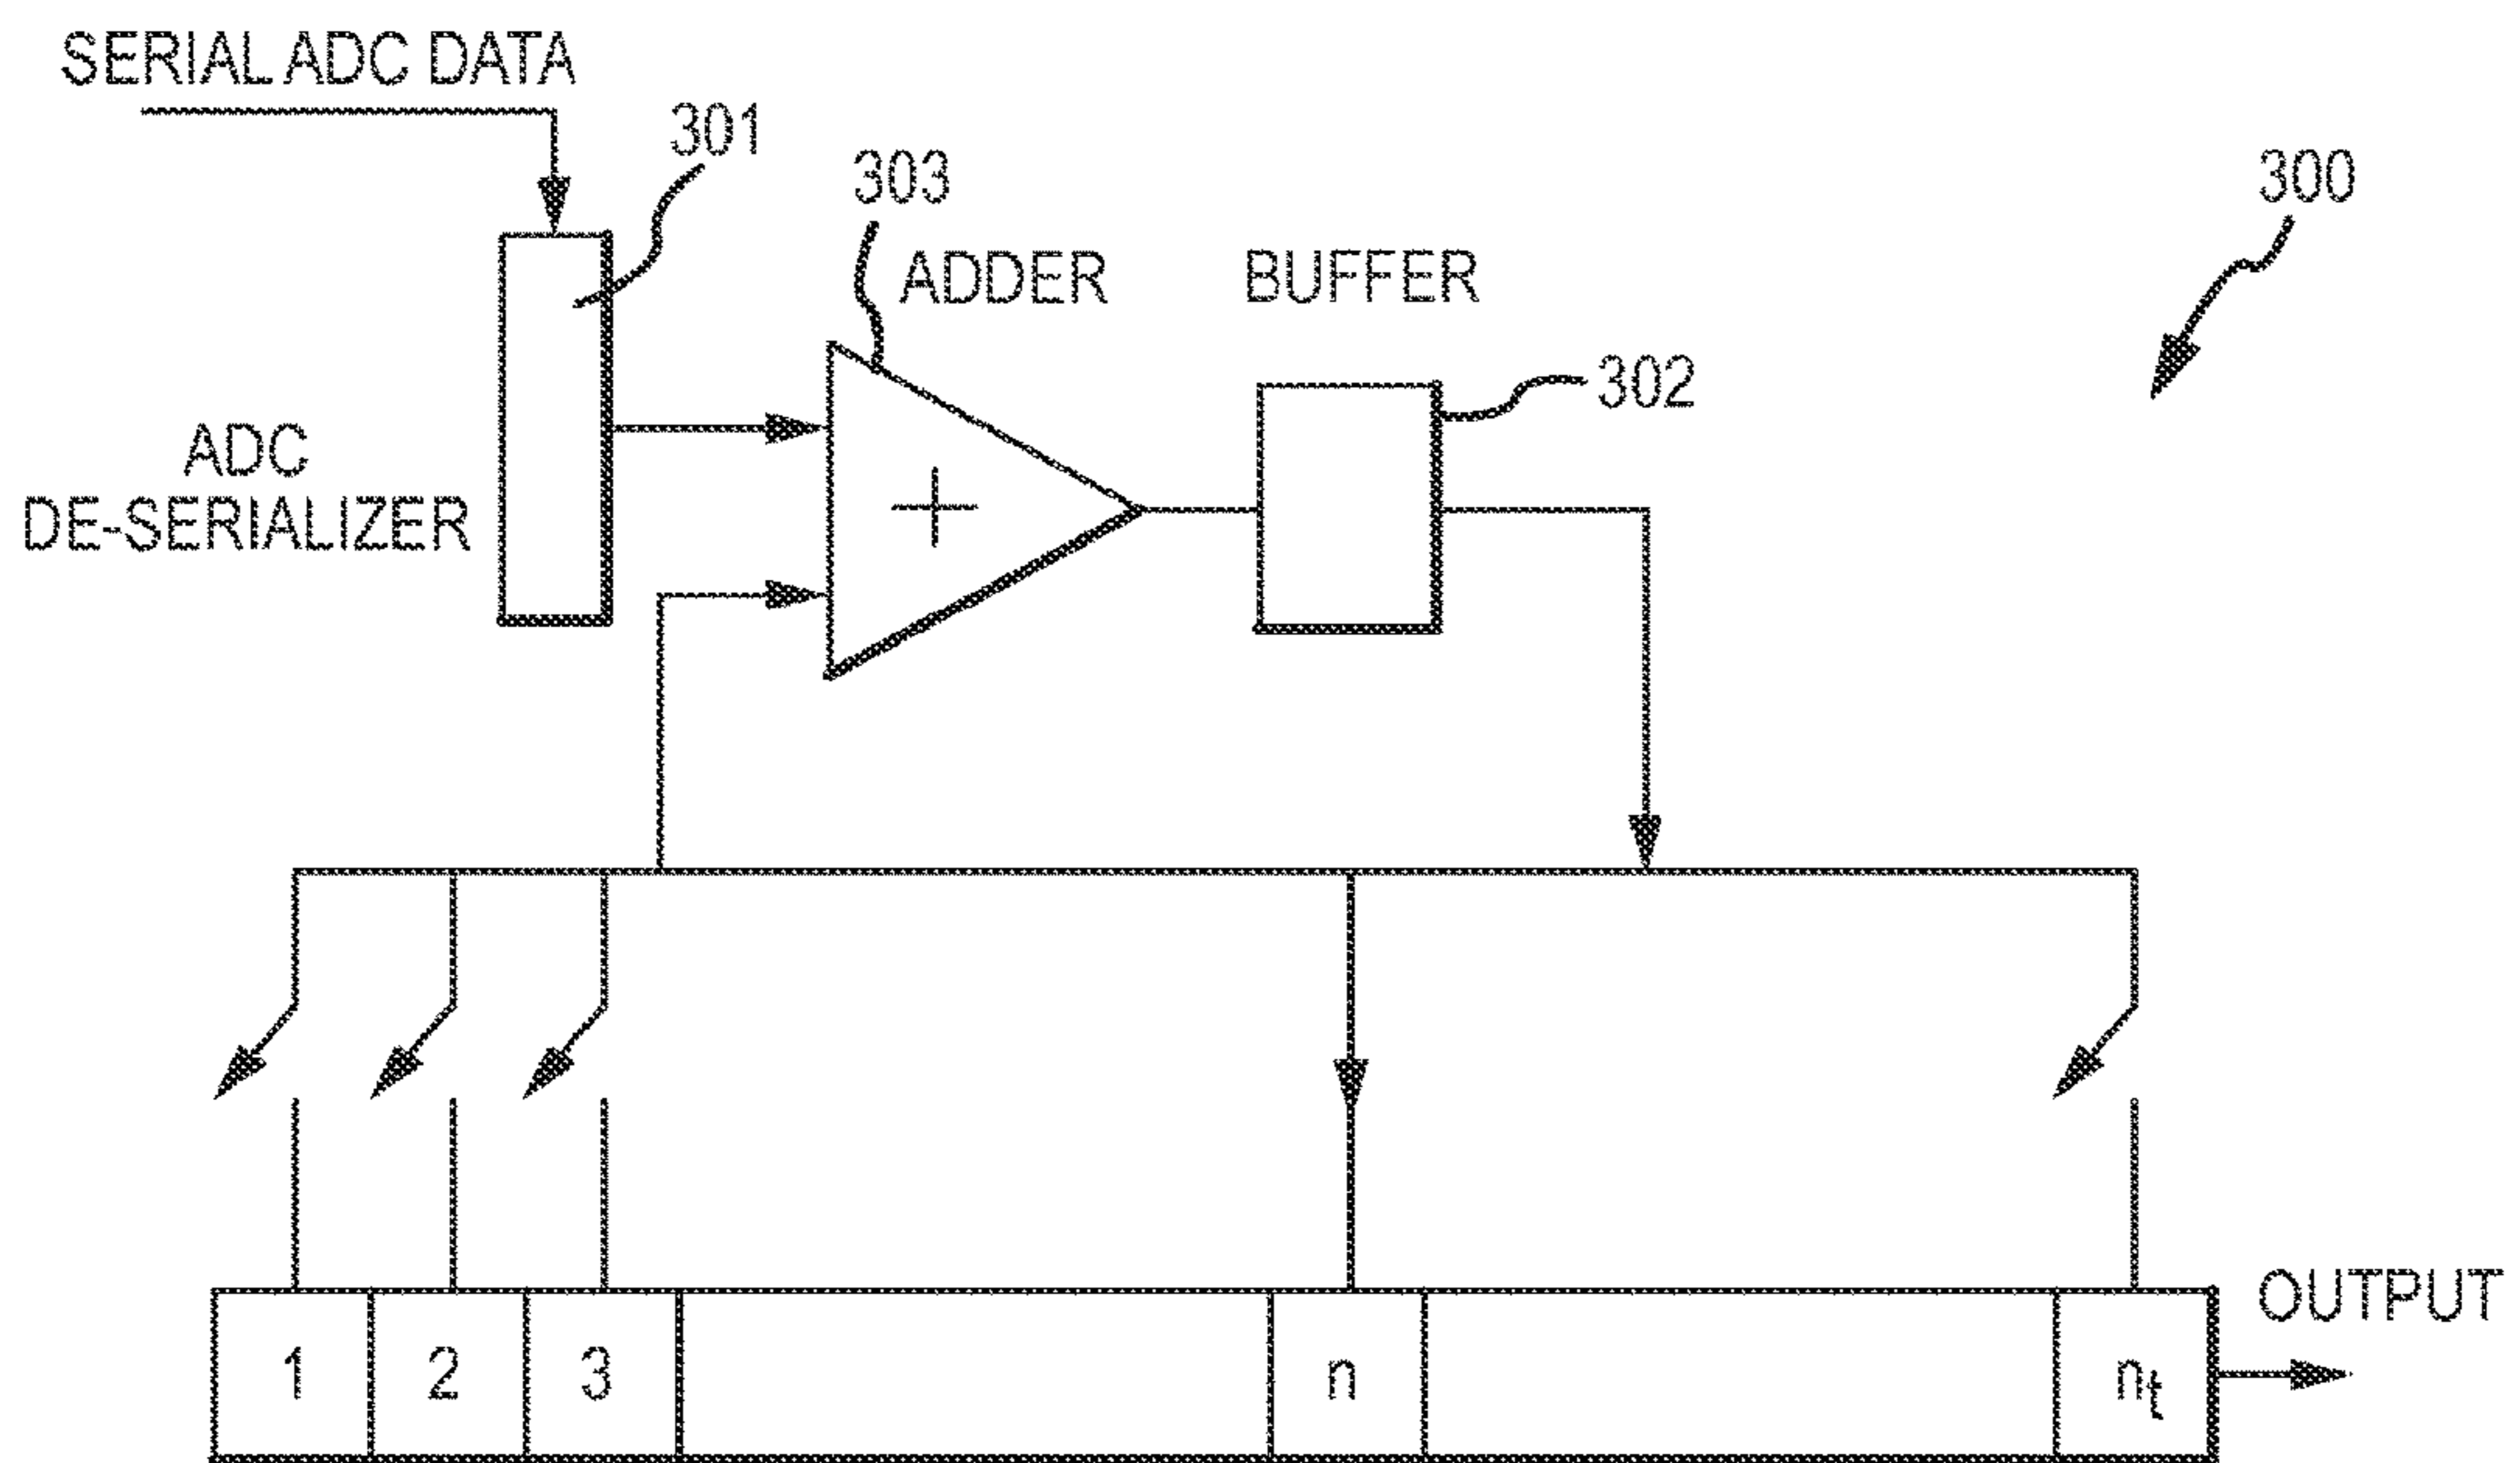 SERIAL ADC DATA
301
303
300
ADDER
BUFFER
302
ADC
DE-SERIALIZER
+
OUTPUT
1 2 3 n nt